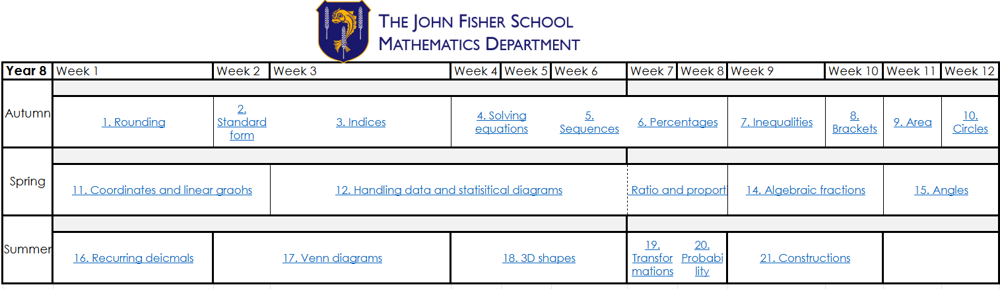 THE JOHN FISHER SCHOOL
MATHEMATICS DEPARTMENT
Year 8 Week 1 Week 2 Week 3 Week 4 Week 5 Week 6 Week 7 Week 8 Week 9 Week 10 Week 11 Week 12
Autumn
1. Rounding
2.
Standard
form
3. Indices
4. Solving
equations
5.
Sequences
6. Percentages
7. Inequalities
8.
Brackets
9. Area
10.
Circles
Spring
11. Coordinates and linear graohs
12. Handling data and statisitical diagrams
Ratio and proport
14. Algebraic fractions
15. Angles
Summer
16. Recurring deicmals
17. Venn diagrams
18. 3D shapes
19.
Transfor
mations
20.
Probabi
lity
21. Constructions